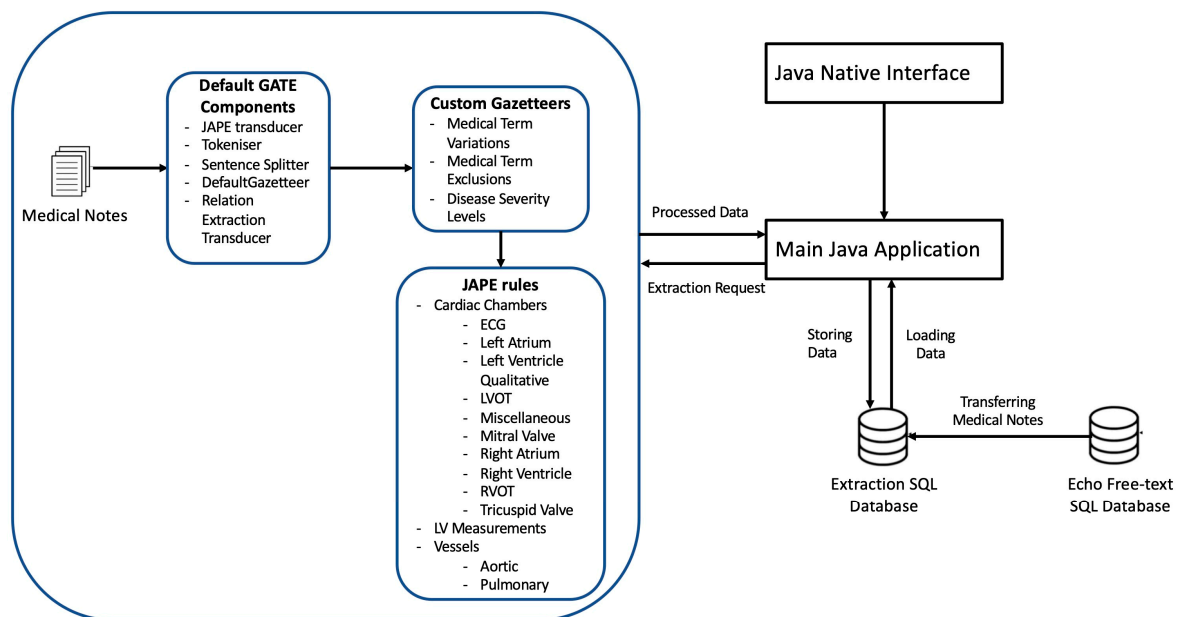 Medical Notes
Default GATE
Components
- JAPE transducer
- Tokeniser
- Sentence Splitter
- DefaultGazetteer
- Relation
Extraction
Transducer
Custom Gazetteers
- Medical Term
Variations
- Medical Term
Exclusions
- Disease Severity
Levels
JAPE rules
- Cardiac Chambers
- ECG
- Left Atrium
- Left Ventricle
Qualitative
- LVOT
- Miscellaneous
- Mitral Valve
- Right Atrium
- Right Ventricle
- RVOT
- Tricuspid Valve
- LV Measurements
- Vessels
- Aortic
- Pulmonary
Processed Data
Extraction Request
Java Native Interface
Main Java Application
Storing
Data
Loading
Data
Transferring
Medical Notes
Extraction SQL
Database
Echo Free-text
SQL Database